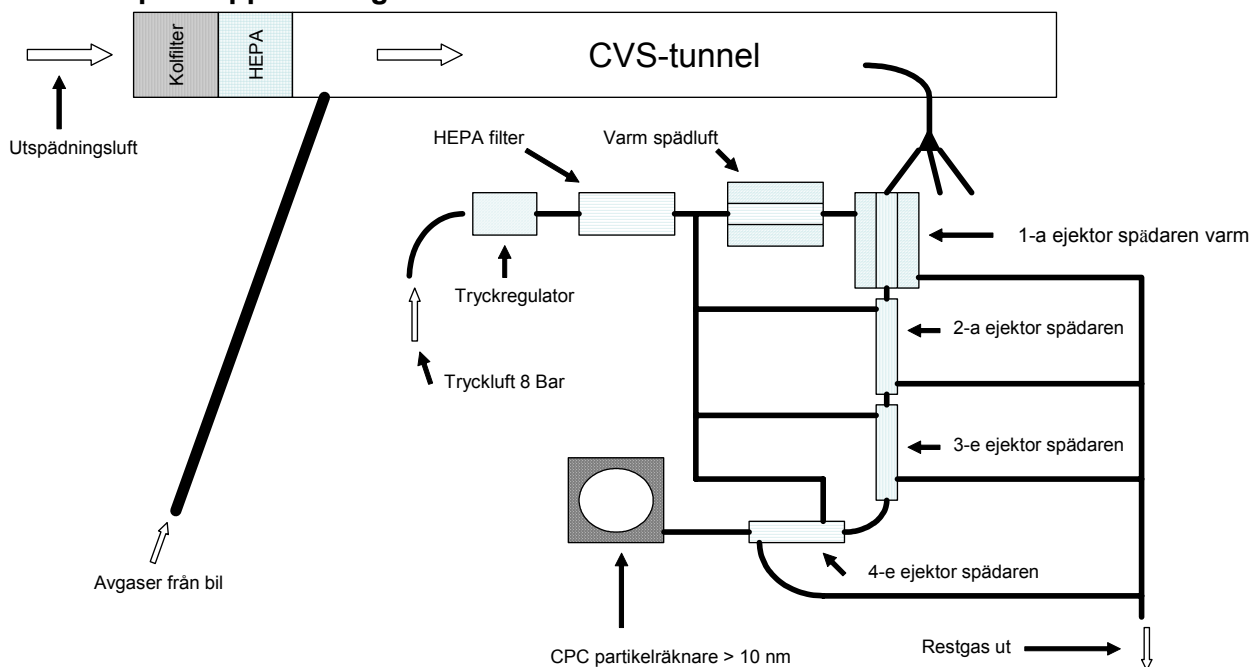 Kolfilter
HEPA
CVS-tunnel
Utspädningsluft
HEPA filter
Varm spädluft
1-a ejektor spädaren varm
Tryckregulator
2-a ejektor spädaren
Tryckluft 8 Bar
3-e ejektor spädaren
Avgaser från bil
4-e ejektor spädaren
CPC partikelräknare > 10 nm
Restgas ut